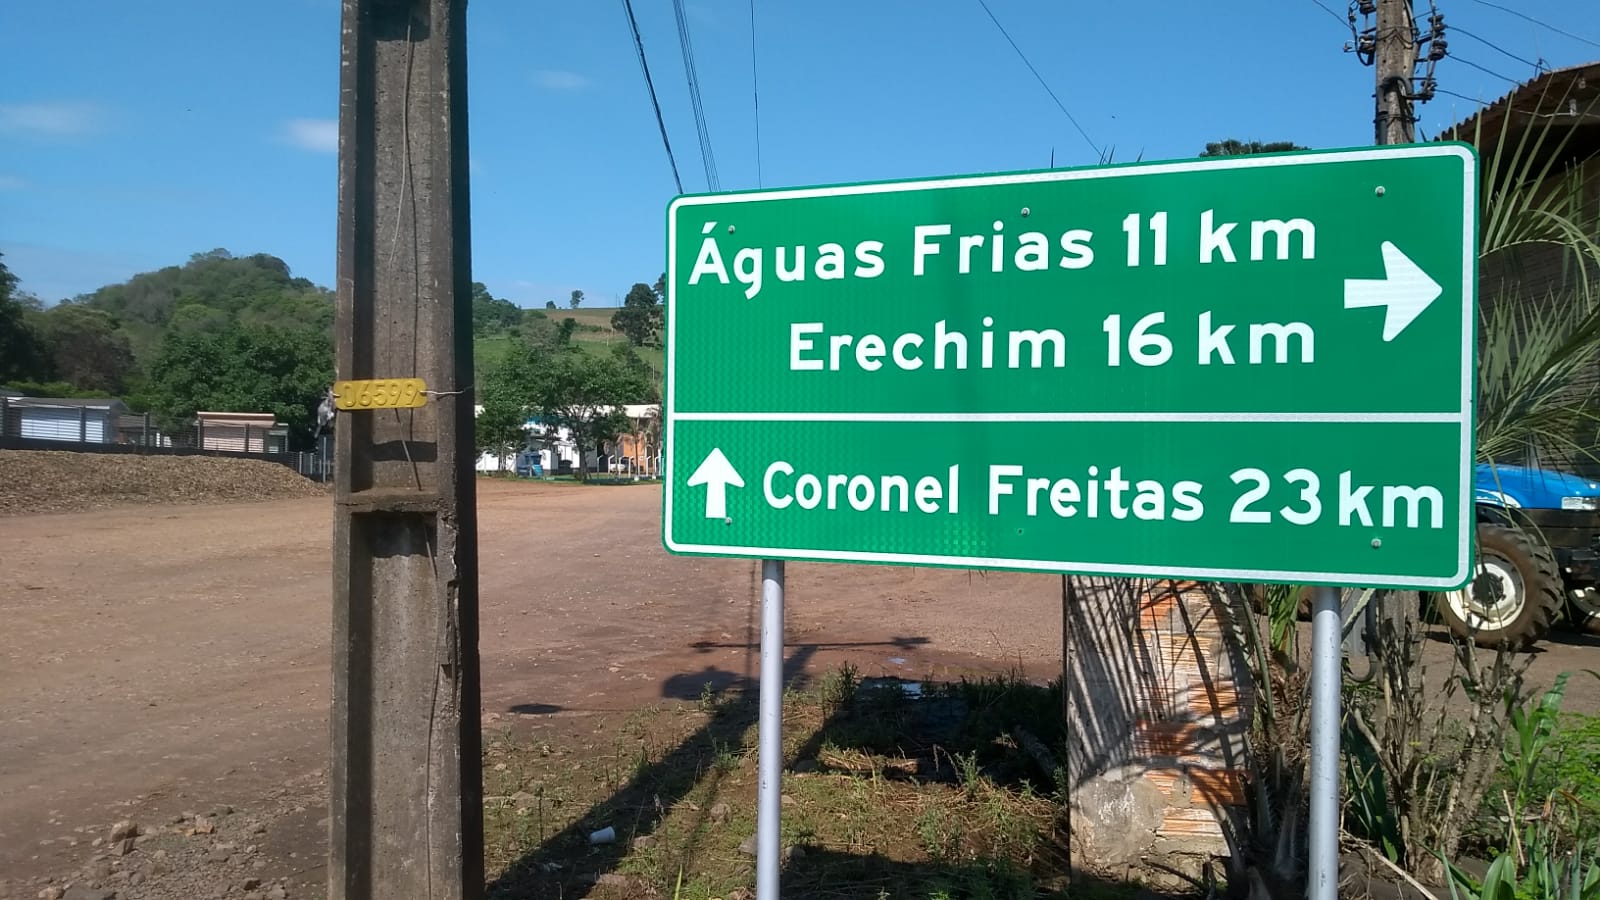 Águas Frias 11 km
Erechim 16 km
Coronel Freitas 23 km
06599